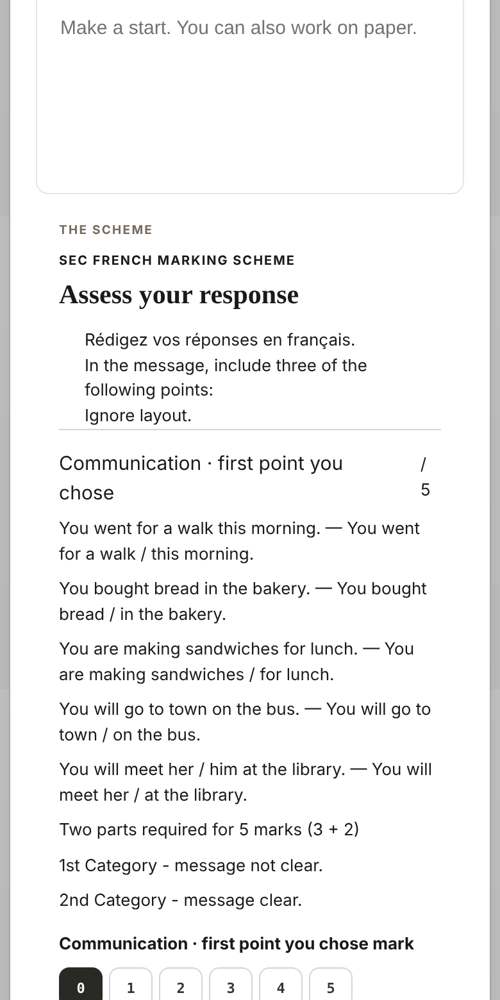 Make a start. You can also work on paper.
THE SCHEME
SEC FRENCH MARKING SCHEME
Assess your response
Rédigez vos réponses en français.
In the message, include three of the
following points:
Ignore layout.
Communication · first point you
chose
/
5
You went for a walk this morning. — You went
for a walk / this morning.
You bought bread in the bakery. — You bought
bread / in the bakery.
You are making sandwiches for lunch. — You
are making sandwiches / for lunch.
You will go to town on the bus. — You will go to
town / on the bus.
You will meet her / him at the library. — You will
meet her / at the library.
Two parts required for 5 marks (3 + 2)
1st Category - message not clear.
2nd Category - message clear.
Communication · first point you chose mark
0 1 2 3 4 5